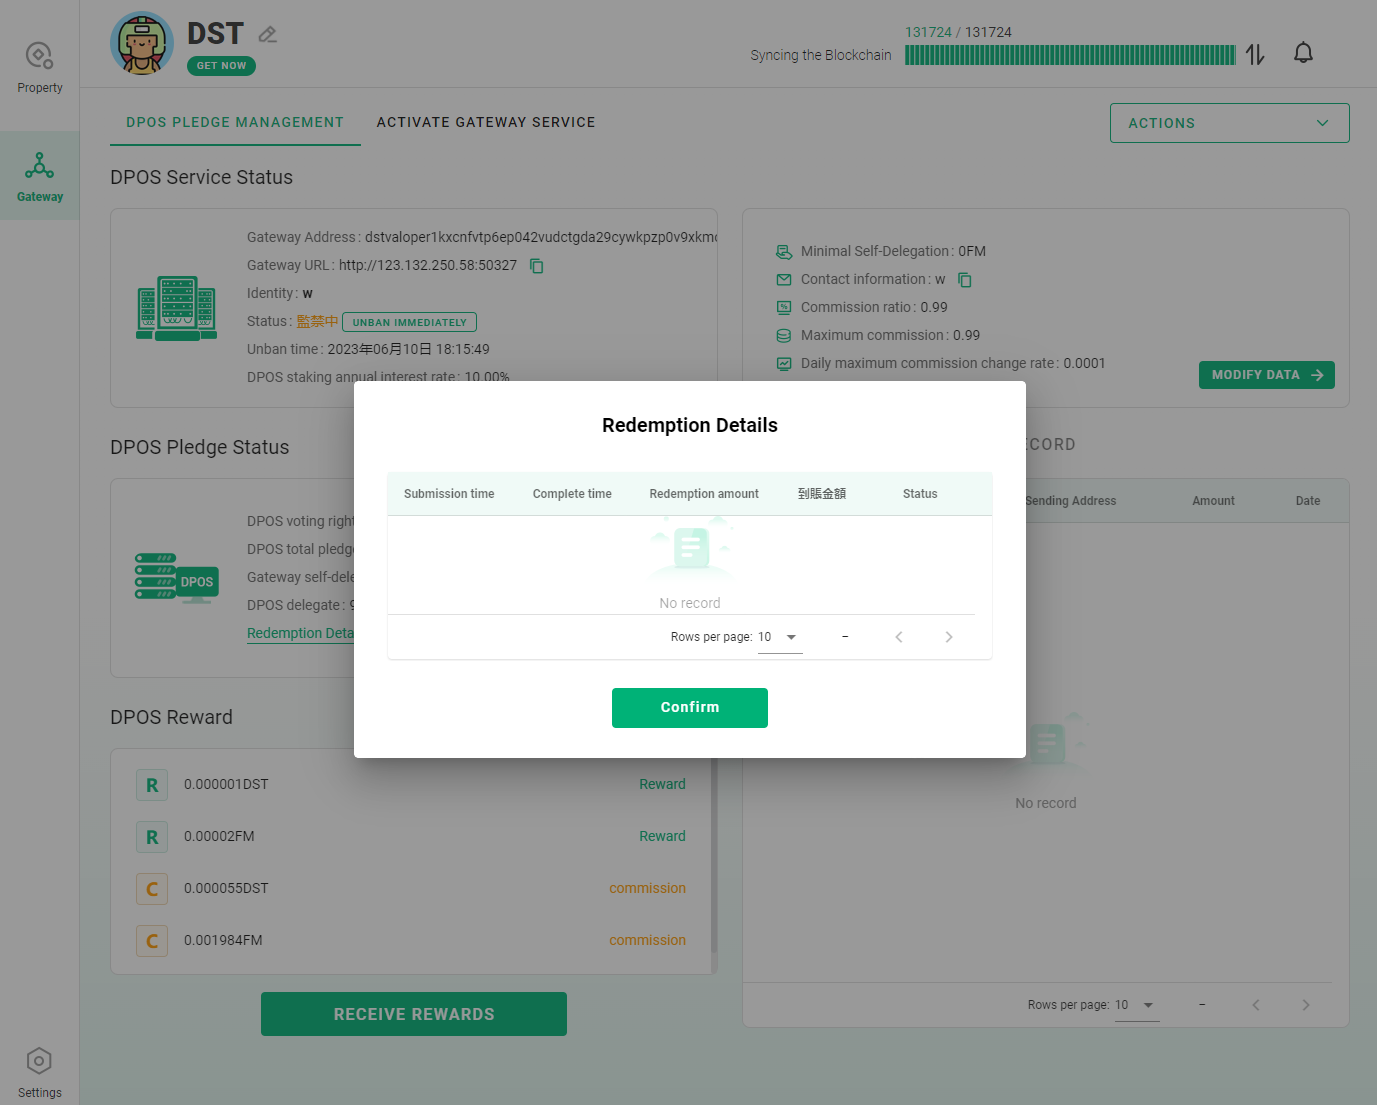 Property
Gateway
Settings
DST
GET NOW
Syncing the Blockchain
131724 / 131724
DPOS PLEDGE MANAGEMENT
ACTIVATE GATEWAY SERVICE
ACTIONS
DPOS Service Status
Gateway Address : dstvaloper1kxcnfvtp6ep042vudctgda29cywkpzp0v9xkm
Gateway URL : http://123.132.250.58:50327
Identity : w
Status : 監禁中 UNBAN IMMEDIATELY
Unban time : 2023年06月10日 18:15:49
DPOS staking annual interest rate : 10.00%
Minimal Self-Delegation : 0FM
Contact information : w
Commission ratio : 0.99
Maximum commission : 0.99
Daily maximum commission change rate : 0.0001
MODIFY DATA
DPOS Pledge Status
DPOS voting right
DPOS total pledg
Gateway self-dele
DPOS delegate : 9
Redemption Deta
DPOS
ECORD
Sending Address Amount Date
No record
Rows per page: 10 –
Redemption Details
Submission time Complete time Redemption amount 到賬金額 Status
No record
Rows per page: 10 –
Confirm
DPOS Reward
R 0.000001DST Reward
R 0.00002FM Reward
C 0.000055DST commission
C 0.001984FM commission
RECEIVE REWARDS